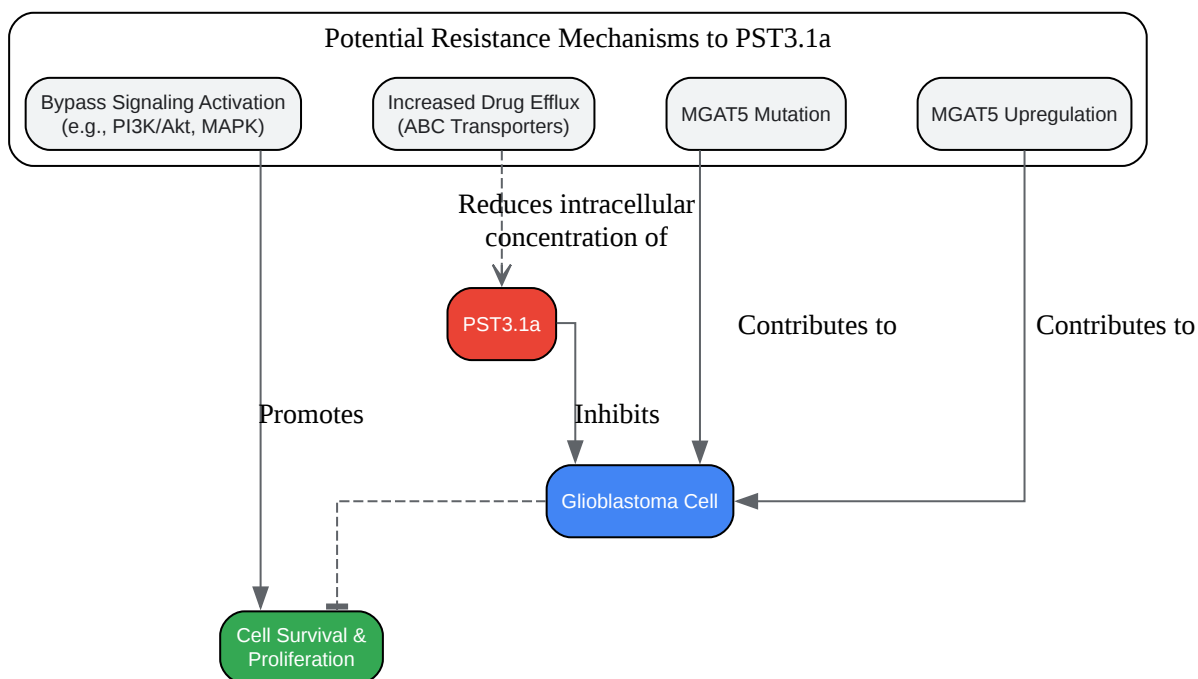 Potential Resistance Mechanisms to PST3.1a
Bypass Signaling Activation
(e.g., PI3K/Akt, MAPK)
Increased Drug Efflux
(ABC Transporters)
MGAT5 Mutation
MGAT5 Upregulation
Reduces intracellular
concentration of
PST3.1a
Contributes to
Contributes to
Promotes
Inhibits
Glioblastoma Cell
Cell Survival &
Proliferation